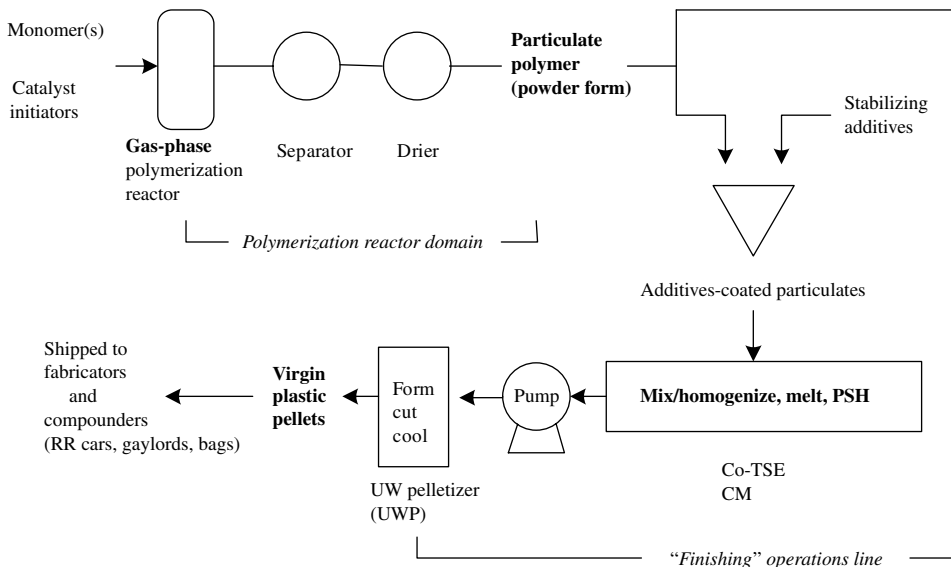 Monomer(s)
Catalyst
initiators
Gas-phase
polymerization
reactor
Separator
Drier
Particulate
polymer
(powder form)
Stabilizing
additives
Polymerization reactor domain
Additives-coated particulates
Mix/homogenize, melt, PSH
Co-TSE
CM
Pump
Form
cut
cool
UW pelletizer
(UWP)
Virgin
plastic
pellets
Shipped to
fabricators
and
compounders
(RR cars, gaylords, bags)
“Finishing” operations line